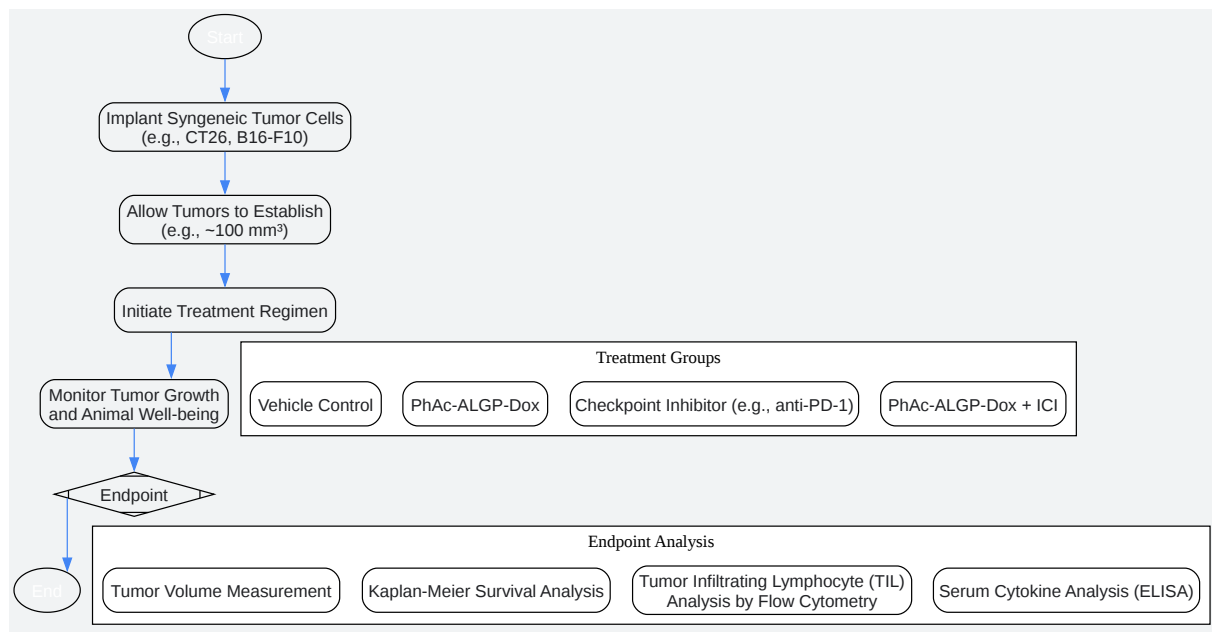 Start
Implant Syngeneic Tumor Cells
(e.g., CT26, B16-F10)
Allow Tumors to Establish
(e.g., ~100 mm³)
Initiate Treatment Regimen
Treatment Groups
Monitor Tumor Growth
and Animal Well-being
Vehicle Control
PhAc-ALGP-Dox
Checkpoint Inhibitor (e.g., anti-PD-1)
PhAc-ALGP-Dox + ICI
Endpoint
Endpoint Analysis
End
Tumor Volume Measurement
Kaplan-Meier Survival Analysis
Tumor Infiltrating Lymphocyte (TIL)
Analysis by Flow Cytometry
Serum Cytokine Analysis (ELISA)